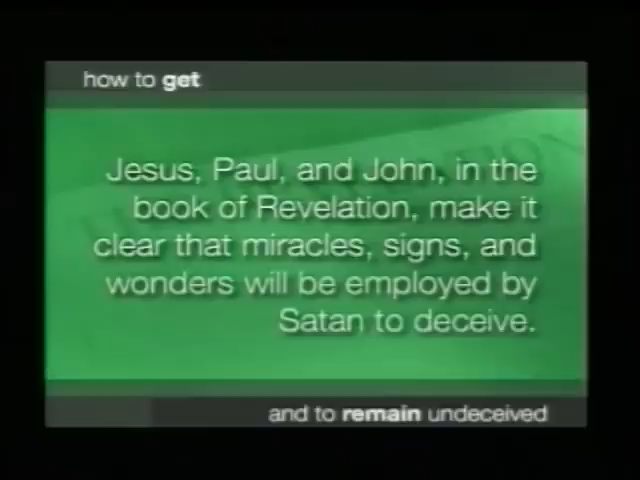 how to get
Jesus, Paul, and John, in the
book of Revelation, make it
clear that miracles, signs, and
wonders will be employed by
Satan to deceive.
and to remain undeceived